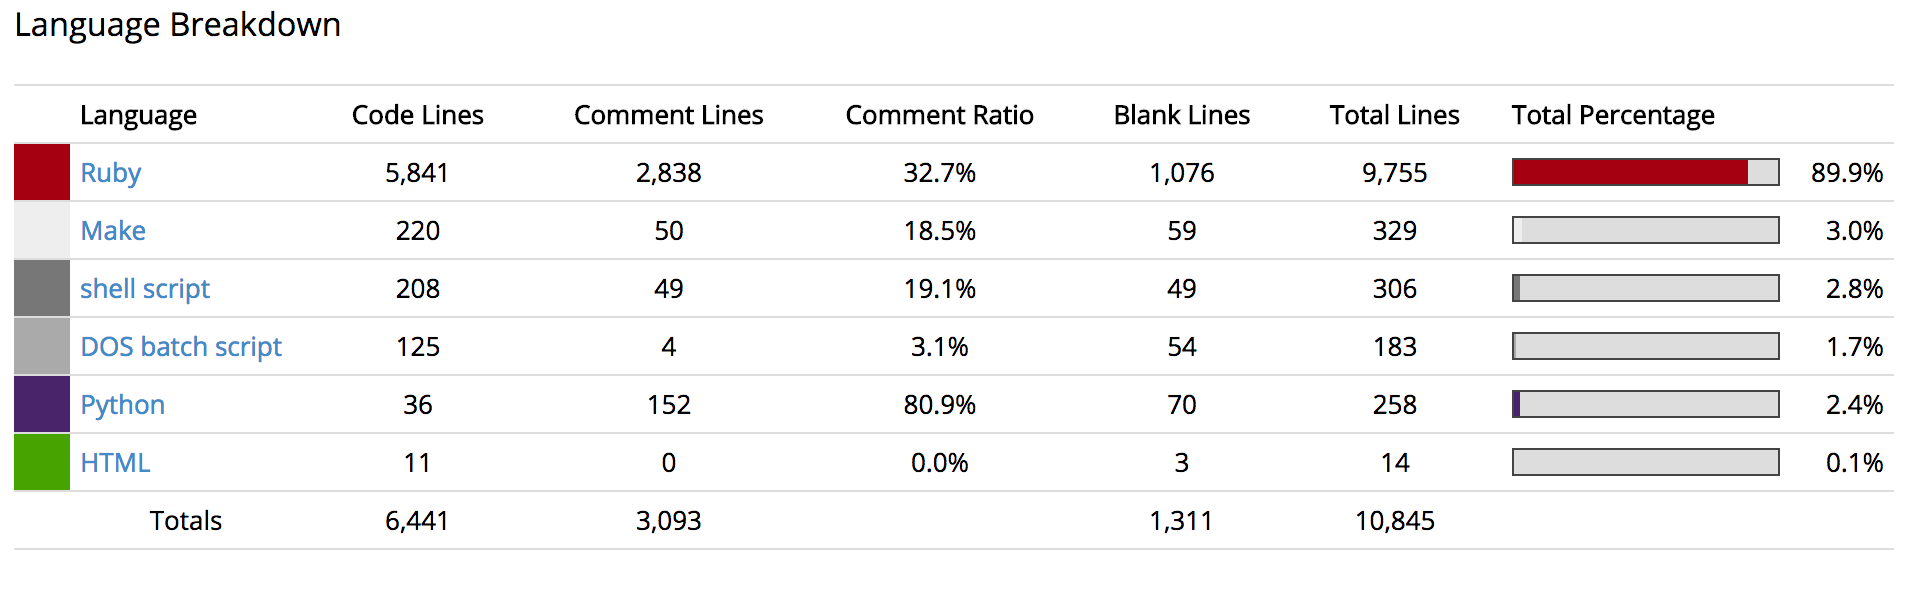 Language Breakdown
Language Code Lines Comment Lines Comment Ratio Blank Lines Total Lines Total Percentage
Ruby 5,841 2,838 32.7% 1,076 9,755 89.9%
Make 220 50 18.5% 59 329 3.0%
shell script 208 49 19.1% 49 306 2.8%
DOS batch script 125 4 3.1% 54 183 1.7%
Python 36 152 80.9% 70 258 2.4%
HTML 11 0 0.0% 3 14 0.1%
Totals 6,441 3,093 1,311 10,845